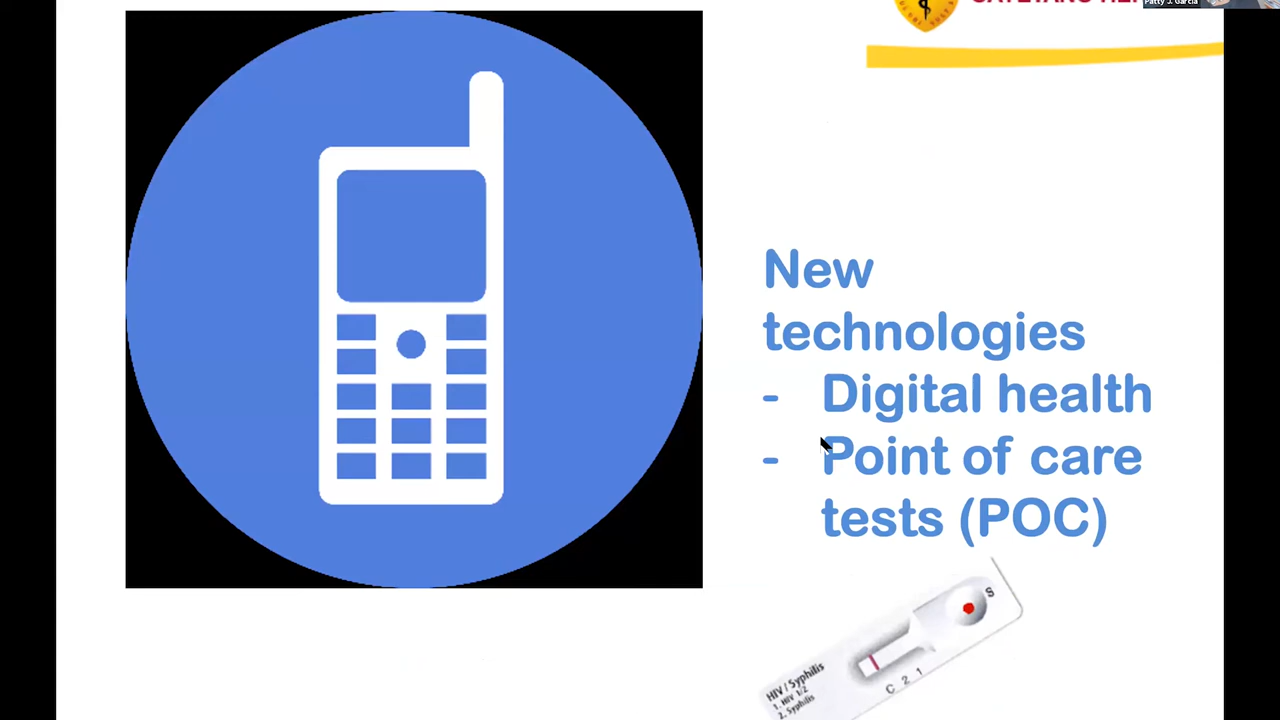 Patty J. Garcia
New
technologies
- Digital health
- Point of care
tests (POC)
S
C 2 1
HIV/Syphilis
1. HIV 1/2
2. Syphilis